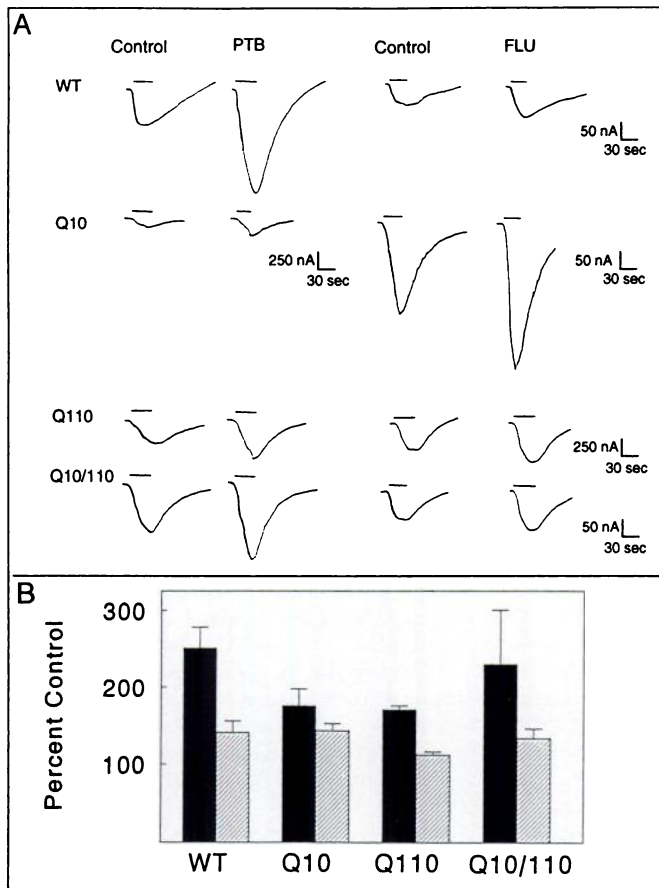 A
Control PTB Control FLU
WT
50 nA
30 sec
Q10
250 nA
30 sec
50 nA
30 sec
Q110
250 nA
30 sec
Q10/110
50 nA
30 sec
B
Percent Control
300
200
100
WT Q10 Q110 Q10/110